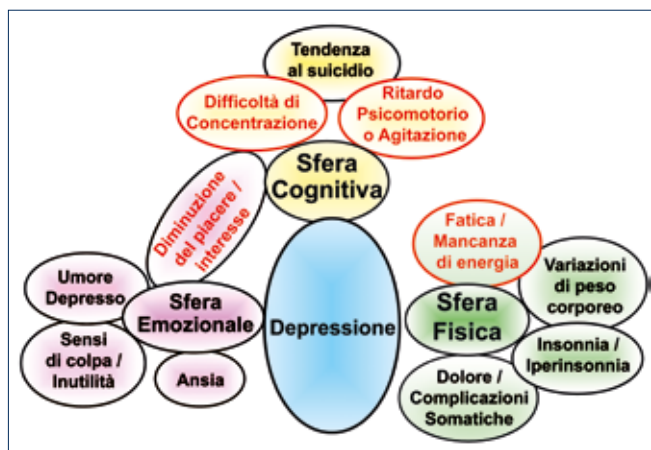 Tendenza
al suicidio
Difficoltà di
Concentrazione
Ritardo
Psicomotorio
o Agitazione
Sfera
Cognitiva
Diminuzione
del piacere /
interesse
Umore
Depresso
Sfera
Emozionale
Sensi
di colpa /
Inutilità
Ansia
Depressione
Fatica /
Mancanza
di energia
Variazioni
di peso
corporeo
Sfera
Fisica
Insonnia /
Iperinsonnia
Dolore /
Complicazioni
Somatiche